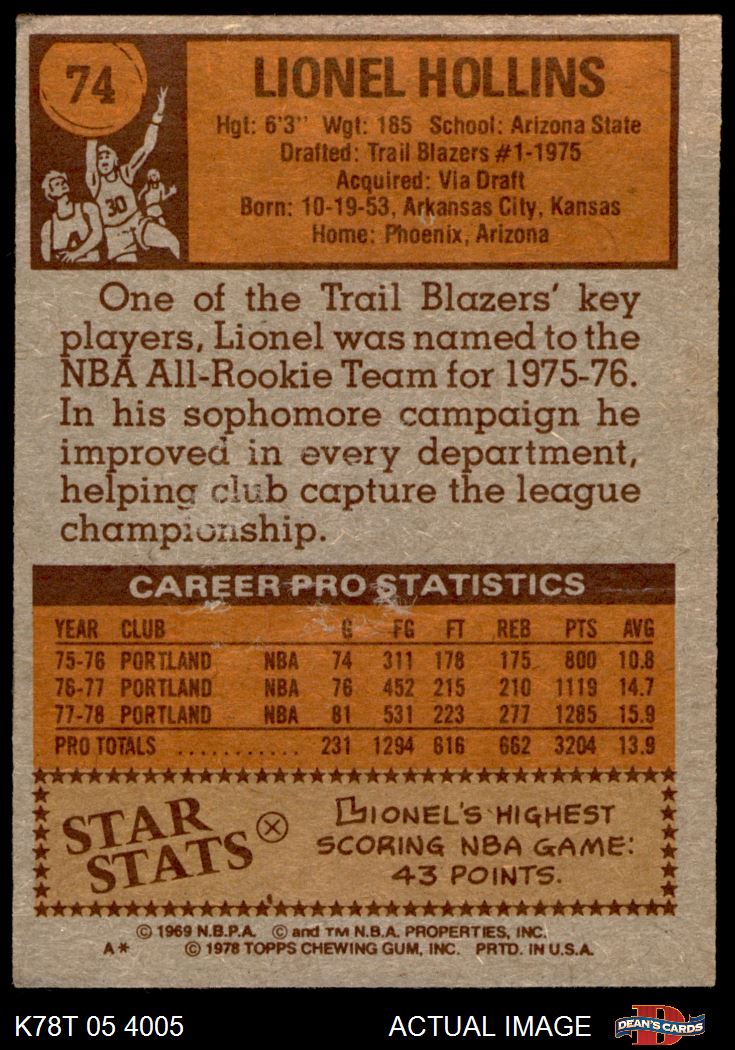 74
LIONEL HOLLINS
Hgt: 6'3" Wgt: 185 School: Arizona State
Drafted: Trail Blazers #1-1975
Acquired: Via Draft
Born: 10-19-53, Arkansas City, Kansas
Home: Phoenix, Arizona
30
One of the Trail Blazers' key
players, Lionel was named to the
NBA All-Rookie Team for 1975-76.
In his sophomore campaign he
improved in every department,
helping club capture the league
championship.
CAREER PRO STATISTICS
YEAR CLUB G FG FT REB PTS AVG
75-76 PORTLAND NBA 74 311 178 175 800 10.8
76-77 PORTLAND NBA 76 452 215 210 1119 14.7
77-78 PORTLAND NBA 81 531 223 277 1285 15.9
PRO TOTALS ........... 231 1294 616 662 3204 13.9
STAR
STATS
LIONEL'S HIGHEST
SCORING NBA GAME:
43 POINTS.
© 1969 N.B.P.A. © and TM N.B.A. PROPERTIES, INC.
A* © 1978 TOPPS CHEWING GUM, INC. PRTD. IN U.S.A.
K78T 05 4005 ACTUAL IMAGE
DEAN'S CARDS